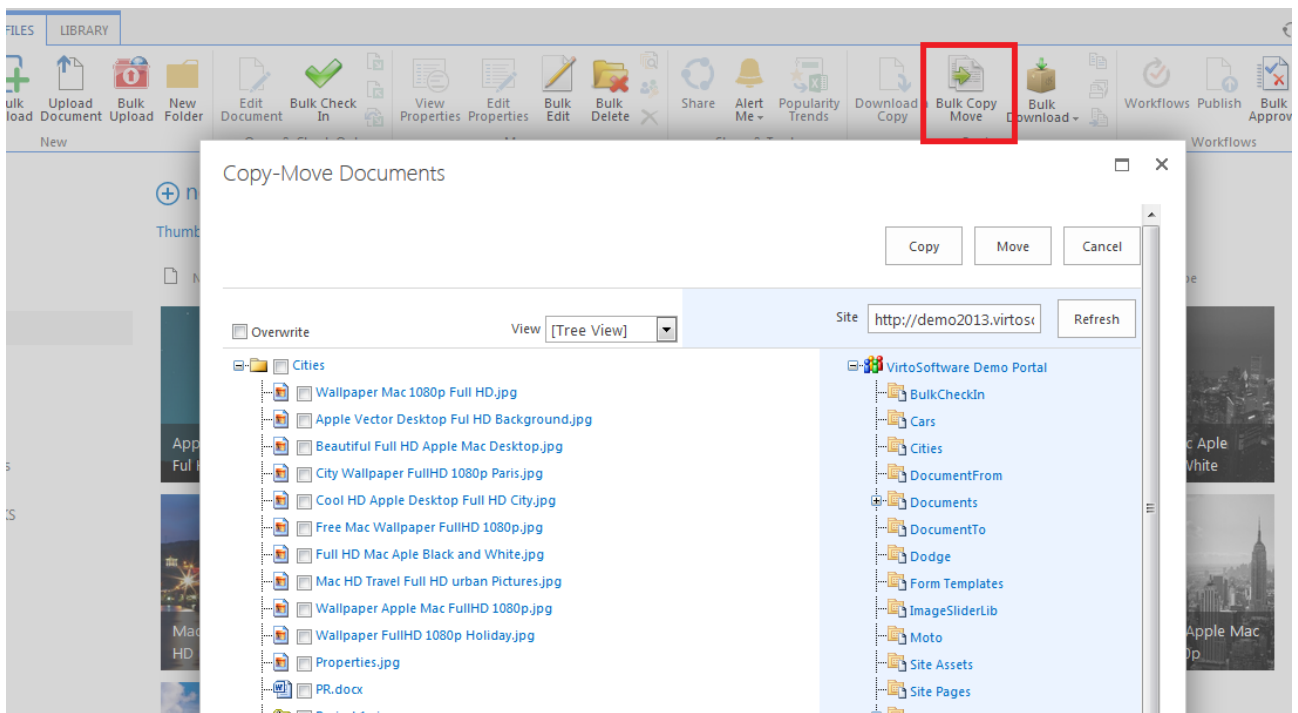 FILES LIBRARY
Upload Bulk New Edit Bulk Check View Edit Bulk Bulk Share Alert Popularity Download Bulk Copy Bulk Workflows Publish Bulk
Document Upload Folder Document In Properties Properties Edit Delete Me Trends Copy Move Download
New Workflows
Copy-Move Documents
Copy Move Cancel
Overwrite View [Tree View] Site http://demo2013.virtos Refresh
Cities VirtoSoftware Demo Portal
Wallpaper Mac 1080p Full HD.jpg BulkCheckIn
Apple Vector Desktop Ful HD Background.jpg Cars
Beautiful Full HD Apple Mac Desktop.jpg Cities
City Wallpaper FullHD 1080p Paris.jpg DocumentFrom
Cool HD Apple Desktop Full HD City.jpg Documents
Free Mac Wallpaper FullHD 1080p.jpg DocumentTo
Full HD Mac Aple Black and White.jpg Dodge
Mac HD Travel Full HD urban Pictures.jpg Form Templates
Wallpaper Apple Mac FullHD 1080p.jpg ImageSliderLib
Wallpaper FullHD 1080p Holiday.jpg Moto
Properties.jpg Site Assets
PR.docx Site Pages
Aple
White
Apple Mac
HD